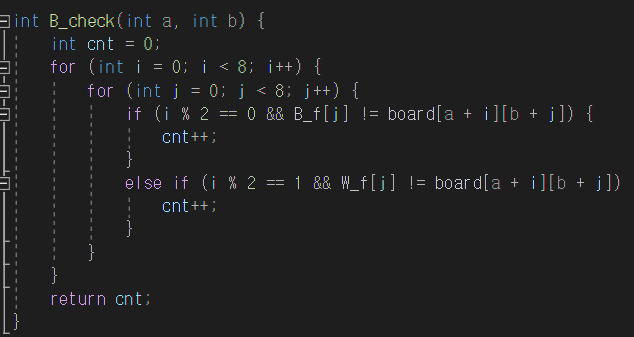 int B_check(int a, int b) {
    int cnt = 0;
    for (int i = 0; i < 8; i++) {
        for (int j = 0; j < 8; j++) {
            if (i % 2 == 0 && B_f[j] != board[a + i][b + j]) {
                cnt++;
            }
            else if (i % 2 == 1 && W_f[j] != board[a + i][b + j])
                cnt++;
            }
        }
    }
    return cnt;
}